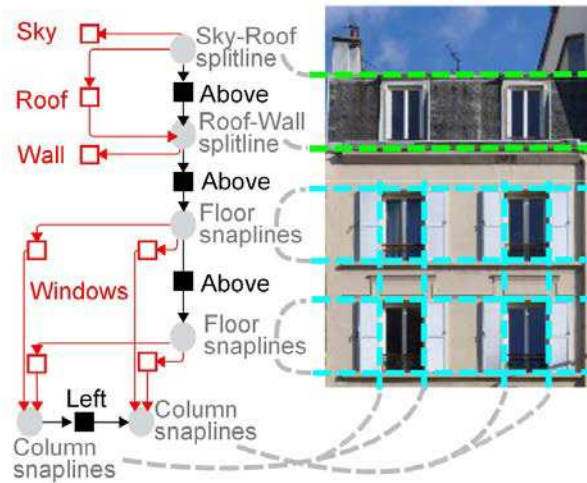 Sky
Sky-Roof
splitline
Above
Roof
Roof-Wall
splitline
Wall
Above
Floor
snaplines
Windows
Above
Floor
snaplines
Left
Column
snaplines
Column
snaplines